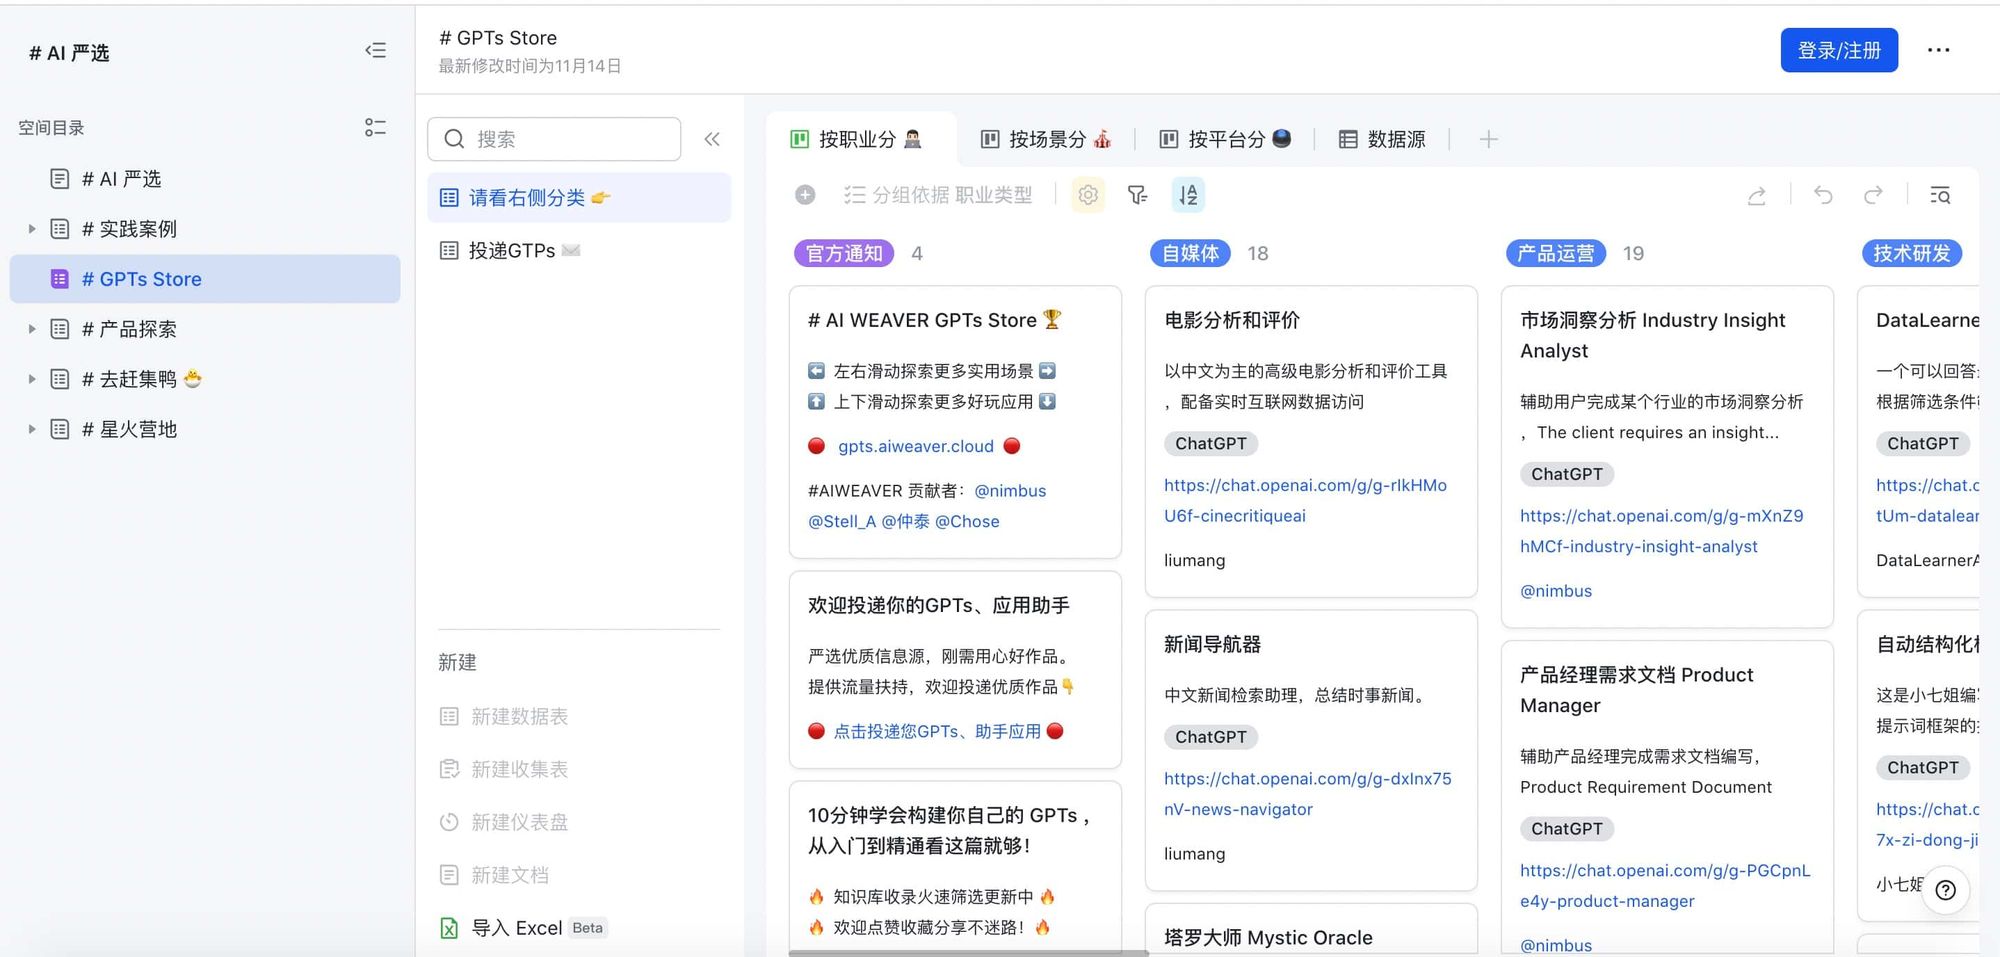 # AI 严选
空间目录
# AI 严选
# 实践案例
# GPTs Store
# 产品探索
# 去赶集鸭 🐣
# 星火营地
# GPTs Store
最新修改时间为11月14日
登录/注册
搜索
请看右侧分类 👉
投递GTPs ✉️
新建
新建数据表
新建收集表
新建仪表盘
新建文档
导入 Excel Beta
按职业分 👨🏻‍💻
按场景分 🎪
按平台分
数据源
分组依据 职业类型
官方通知 4
# AI WEAVER GPTs Store 🏆
⬅️ 左右滑动探索更多实用场景 ➡️
⬆️ 上下滑动探索更多好玩应用 ⬇️
🔴 gpts.aiweaver.cloud 🔴
#AIWEAVER 贡献者：@nimbus
@Stell_A @仲泰 @Chose
欢迎投递你的GPTs、应用助手
严选优质信息源，刚需用心好作品。
提供流量扶持，欢迎投递优质作品👇
🔴 点击投递您GPTs、助手应用 🔴
10分钟学会构建你自己的 GPTs ，
从入门到精通看这篇就够！
🔥 知识库收录火速筛选更新中 🔥
🔥 欢迎点赞收藏分享不迷路！🔥
自媒体 18
电影分析和评价
以中文为主的高级电影分析和评价工具
，配备实时互联网数据访问
ChatGPT
https://chat.openai.com/g/g-rIkHMo
U6f-cinecritiqueai
liumang
新闻导航器
中文新闻检索助理，总结时事新闻。
ChatGPT
https://chat.openai.com/g/g-dxInx75
nV-news-navigator
liumang
塔罗大师 Mystic Oracle
产品运营 19
市场洞察分析 Industry Insight
Analyst
辅助用户完成某个行业的市场洞察分析
，The client requires an insight...
ChatGPT
https://chat.openai.com/g/g-mXnZ9
hMCf-industry-insight-analyst
@nimbus
产品经理需求文档 Product
Manager
辅助产品经理完成需求文档编写，
Product Requirement Document
ChatGPT
https://chat.openai.com/g/g-PGCpnL
e4y-product-manager
@nimbus
技术研发
DataLearne
一个可以回答
根据筛选条件
ChatGPT
https://chat.
tUm-datalear
DataLearnerA
自动结构化
这是小七姐编
提示词框架的
ChatGPT
https://chat.
7x-zi-dong-ji
小七姐